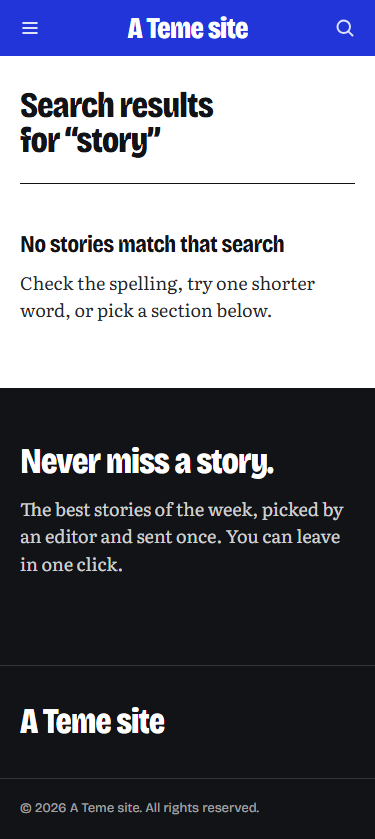 A Teme site
Search results
for “story”
No stories match that search
Check the spelling, try one shorter
word, or pick a section below.
Never miss a story.
The best stories of the week, picked by
an editor and sent once. You can leave
in one click.
A Teme site
© 2026 A Teme site. All rights reserved.